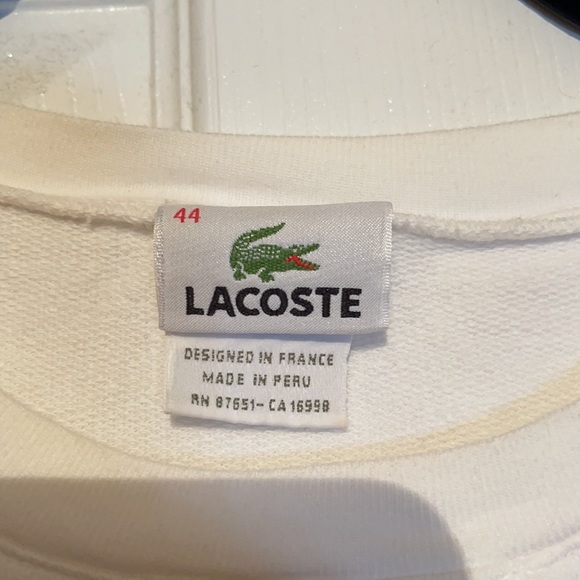 44
LACOSTE
DESIGNED IN FRANCE
MADE IN PERU
RN 87651-CA 16998